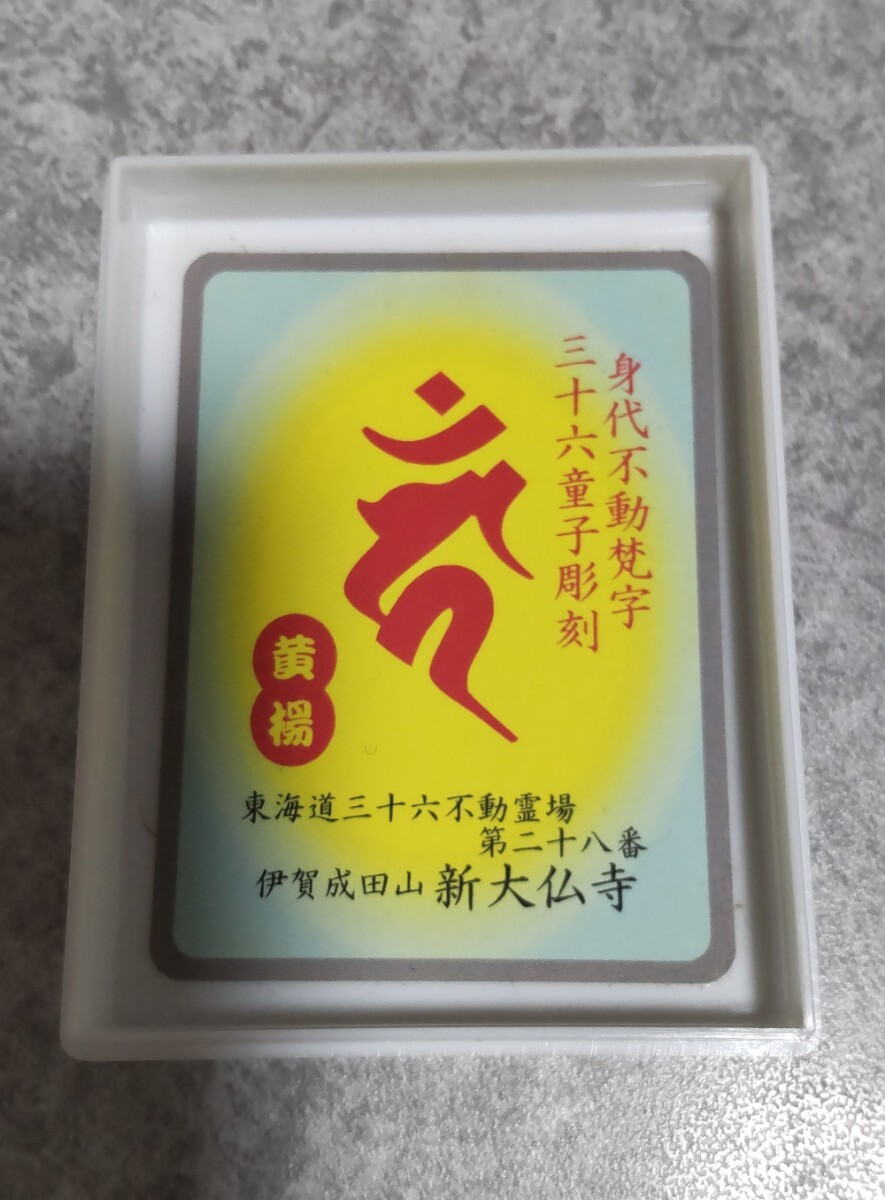 身代不動梵字
三十六童子彫刻
黄楊
東海道三十六不動霊場
第二十八番
伊賀成田山 新大仏寺